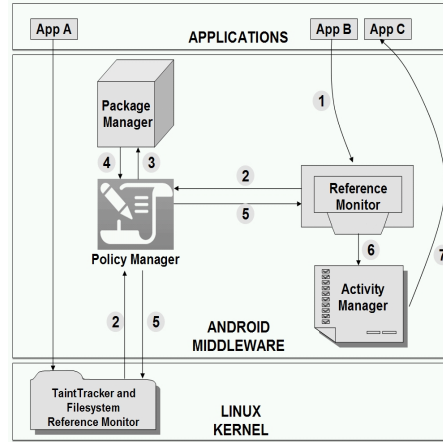 App A
App B
App C
APPLICATIONS
Package
Manager
1
4
3
2
5
Reference
Monitor
Policy Manager
6
7
Activity
Manager
2
5
ANDROID
MIDDLEWARE
TaintTracker and
Filesystem
Reference Monitor
LINUX
KERNEL